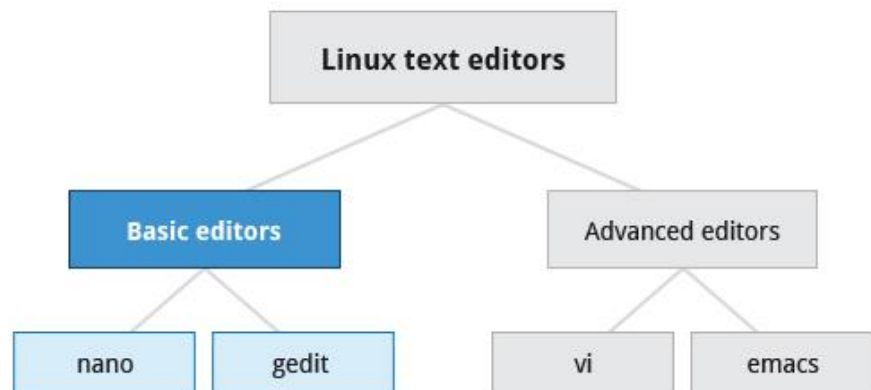 Linux text editors
Basic editors
Advanced editors
nano
gedit
vi
emacs